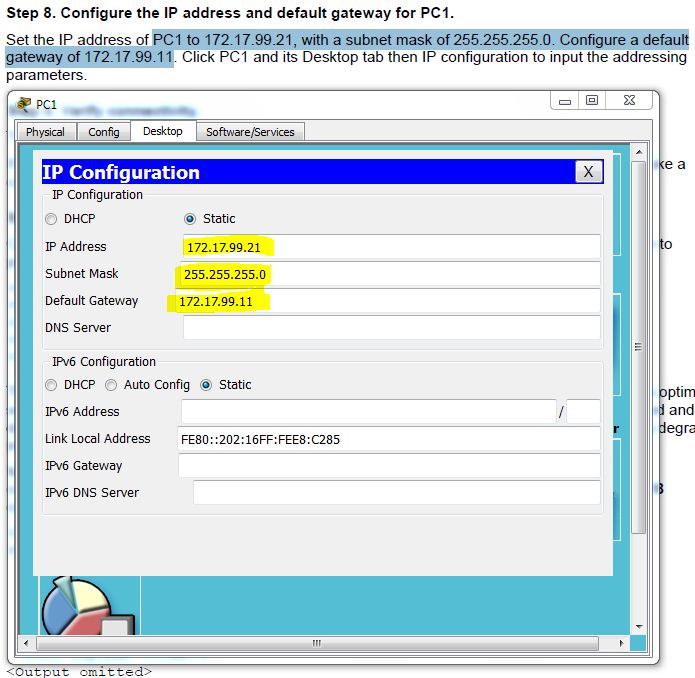 Step 8. Configure the IP address and default gateway for PC1.
Set the IP address of PC1 to 172.17.99.21, with a subnet mask of 255.255.255.0. Configure a default
gateway of 172.17.99.11. Click PC1 and its Desktop tab then IP configuration to input the addressing
parameters.
PC1
Physical Config Desktop Software/Services
ke a
IP Configuration X
IP Configuration
DHCP Static
IP Address 172.17.99.21
to
Subnet Mask 255.255.255.0
Default Gateway 172.17.99.11
DNS Server
IPv6 Configuration
DHCP Auto Config Static
optim
IPv6 Address /
d and
r degra
Link Local Address FE80::202:16FF:FEE8:C285
IPv6 Gateway
IPv6 DNS Server
<Output omitted>